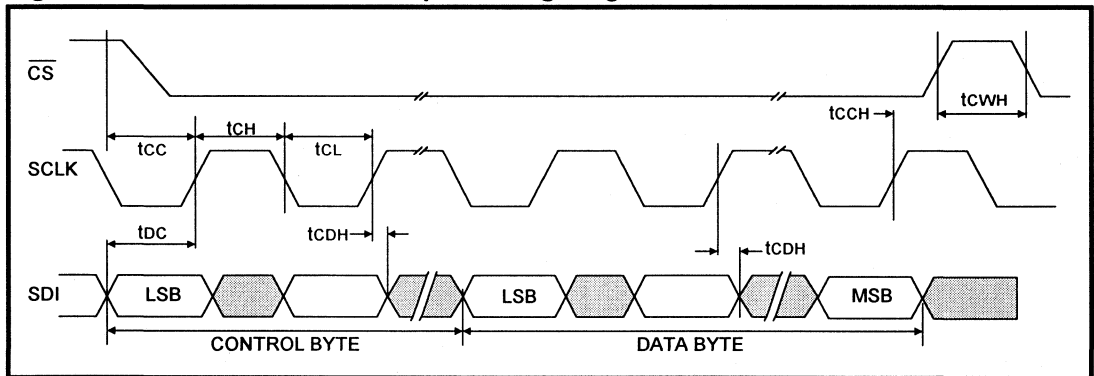 CS
tCCH
tCWH
tCC
tCH
tCL
SCLK
tDC
tCDH
tCDH
SDI
LSB
LSB
MSB
CONTROL BYTE
DATA BYTE